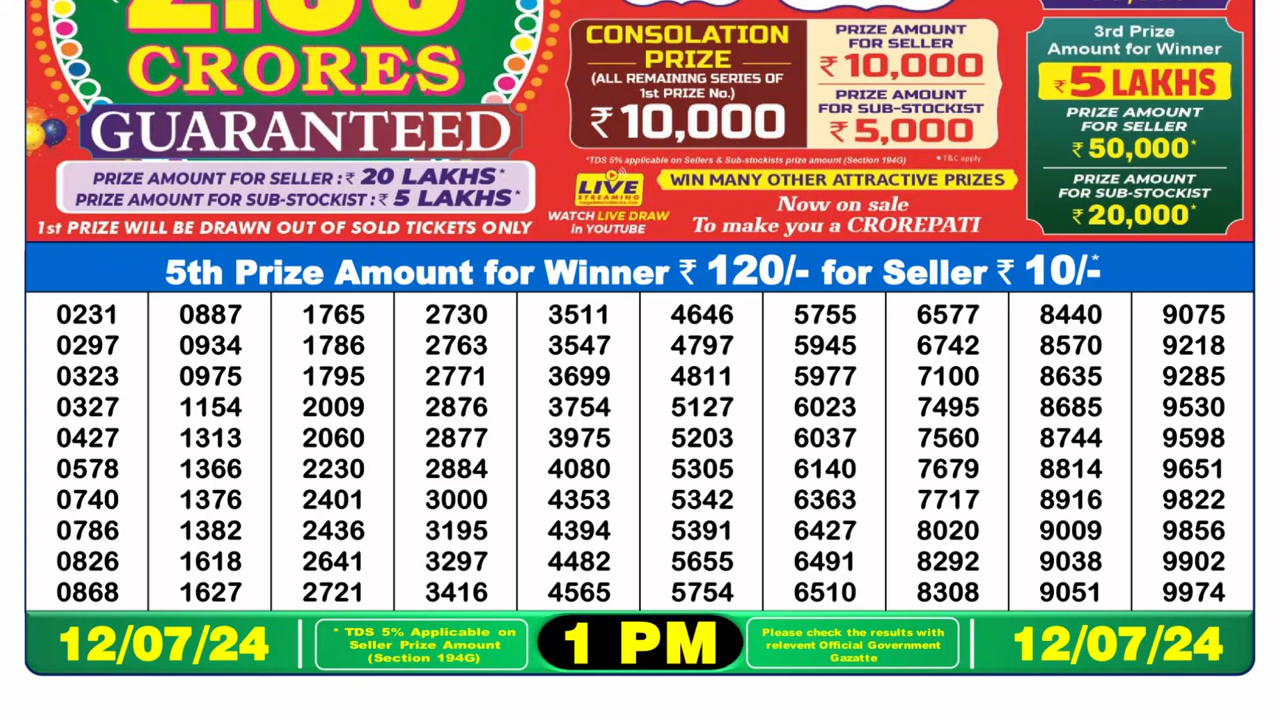 CRORES
GUARANTEED
PRIZE AMOUNT FOR SELLER :₹ 20 LAKHS*
PRIZE AMOUNT FOR SUB-STOCKIST :₹ 5 LAKHS*
1st PRIZE WILL BE DRAWN OUT OF SOLD TICKETS ONLY
CONSOLATION
PRIZE
(ALL REMAINING SERIES OF
1st PRIZE No.)
₹ 10,000
PRIZE AMOUNT
FOR SELLER
₹ 10,000
PRIZE AMOUNT
FOR SUB-STOCKIST
₹ 5,000
*TDS 5% applicable on Sellers & Sub-stockists prize amount (Section 194G)
* T&C apply
LIVE
STREAMING
WATCH LIVE DRAW
in YOUTUBE
WIN MANY OTHER ATTRACTIVE PRIZES
Now on sale
To make you a CROREPATI
3rd Prize
Amount for Winner
₹ 5 LAKHS
PRIZE AMOUNT
FOR SELLER
₹ 50,000*
PRIZE AMOUNT
FOR SUB-STOCKIST
₹ 20,000*
5th Prize Amount for Winner ₹ 120/- for Seller ₹ 10/-*
0231 0887 1765 2730 3511 4646 5755 6577 8440 9075
0297 0934 1786 2763 3547 4797 5945 6742 8570 9218
0323 0975 1795 2771 3699 4811 5977 7100 8635 9285
0327 1154 2009 2876 3754 5127 6023 7495 8685 9530
0427 1313 2060 2877 3975 5203 6037 7560 8744 9598
0578 1366 2230 2884 4080 5305 6140 7679 8814 9651
0740 1376 2401 3000 4353 5342 6363 7717 8916 9822
0786 1382 2436 3195 4394 5391 6427 8020 9009 9856
0826 1618 2641 3297 4482 5655 6491 8292 9038 9902
0868 1627 2721 3416 4565 5754 6510 8308 9051 9974
12/07/24
* TDS 5% Applicable on
Seller Prize Amount
(Section 194G)
1 PM
Please check the results with
relevent Official Government
Gazatte
12/07/24